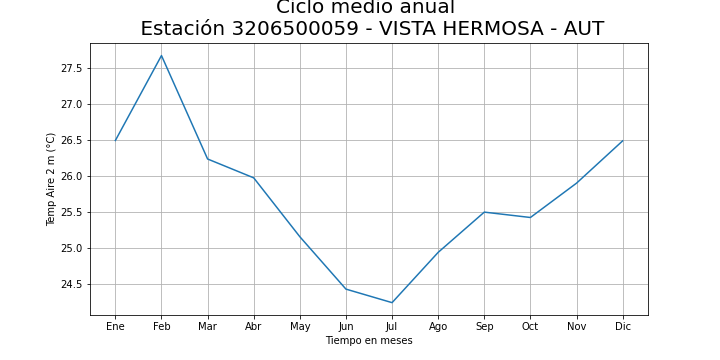 Ciclo medio anual
Estación 3206500059 - VISTA HERMOSA - AUT
Temp Aire 2 m (°C)
27.5
27.0
26.5
26.0
25.5
25.0
24.5
Ene Feb Mar Abr May Jun Jul Ago Sep Oct Nov Dic
Tiempo en meses